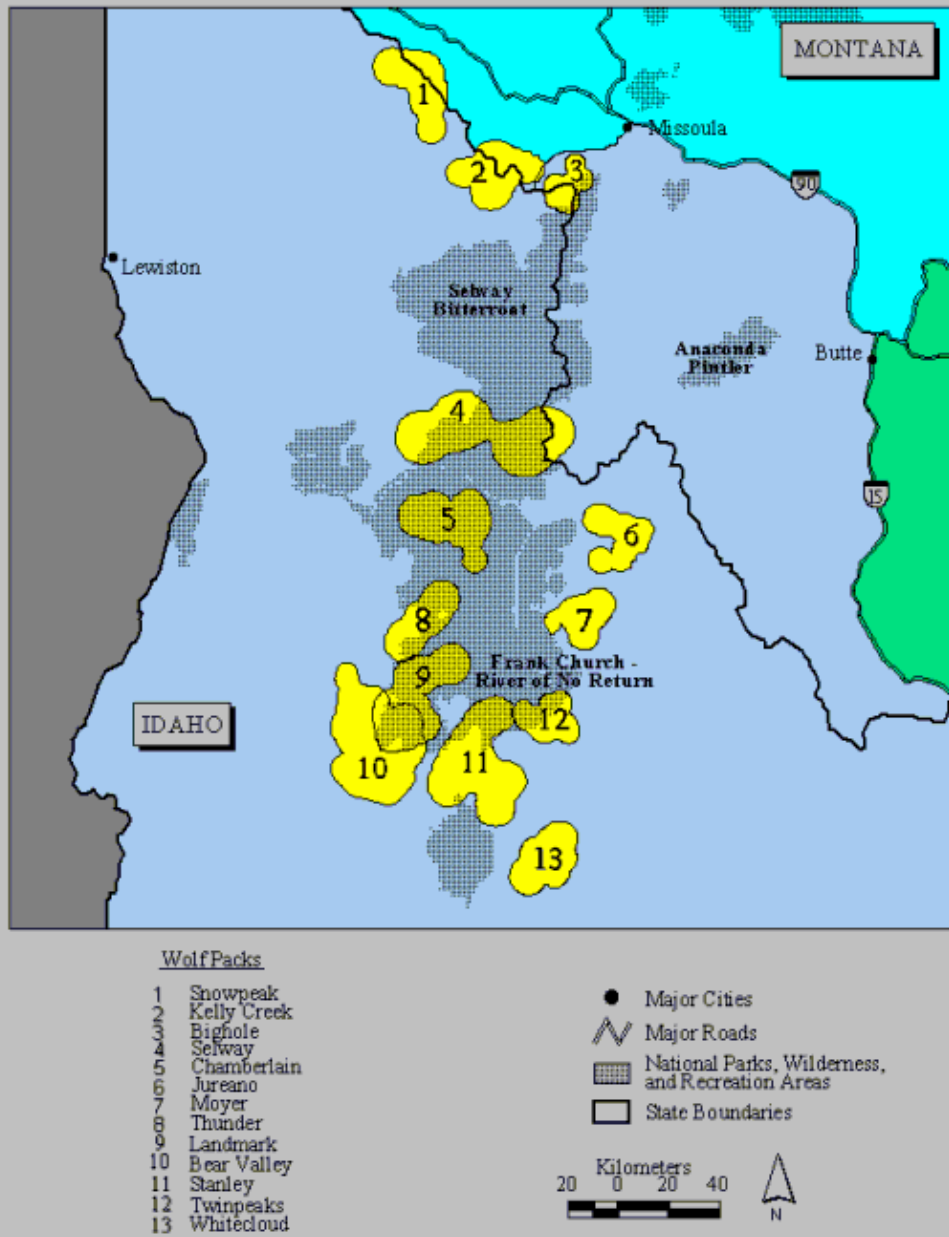 MONTANA
1
Missoula
2
3
90
Lewiston
Selway
Bitterroot
Anaconda
Pintler
Butte
4
15
5
6
8
7
Frank Church -
River of No Return
9
IDAHO
12
10
11
13
Wolf Packs
1 Snowpeak
2 Kelly Creek
3 Bighole
4 Selway
5 Chamberlain
6 Jureano
7 Moyer
8 Thunder
9 Landmark
10 Bear Valley
11 Stanley
12 Twinpeaks
13 Whitecloud
Major Cities
Major Roads
National Parks, Wilderness,
and Recreation Areas
State Boundaries
Kilometers
20 0 20 40
N